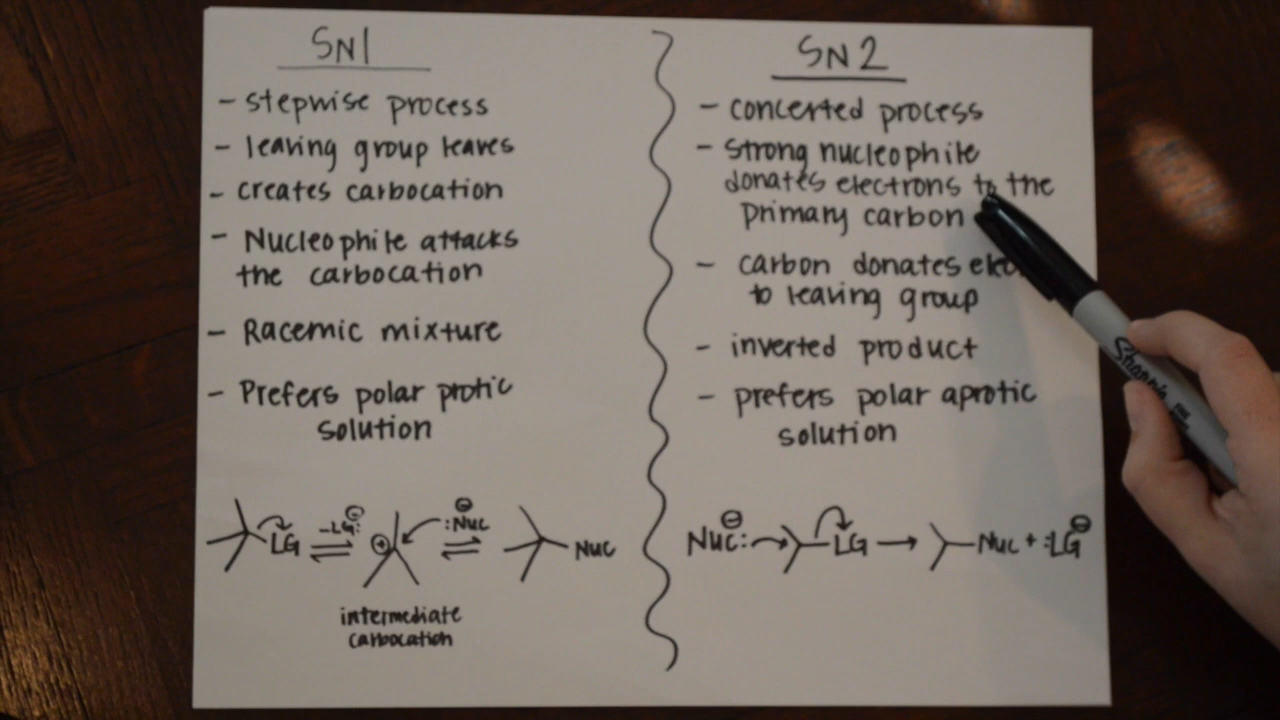 SN1
- stepwise process
- leaving group leaves
- creates carbocation
- Nucleophile attacks
the carbocation
- Racemic mixture
- Prefers polar protic
solution
LG
-LG:⊖
⊕
⊖
:Nuc
Nuc
intermediate
carbocation
SN2
- concerted process
- strong nucleophile
donates electrons to the
primary carbon
- carbon donates
to leaving group
- inverted product
- prefers polar aprotic
solution
Nuc:⊖ LG → Nuc + :LG⊖
Sharpie